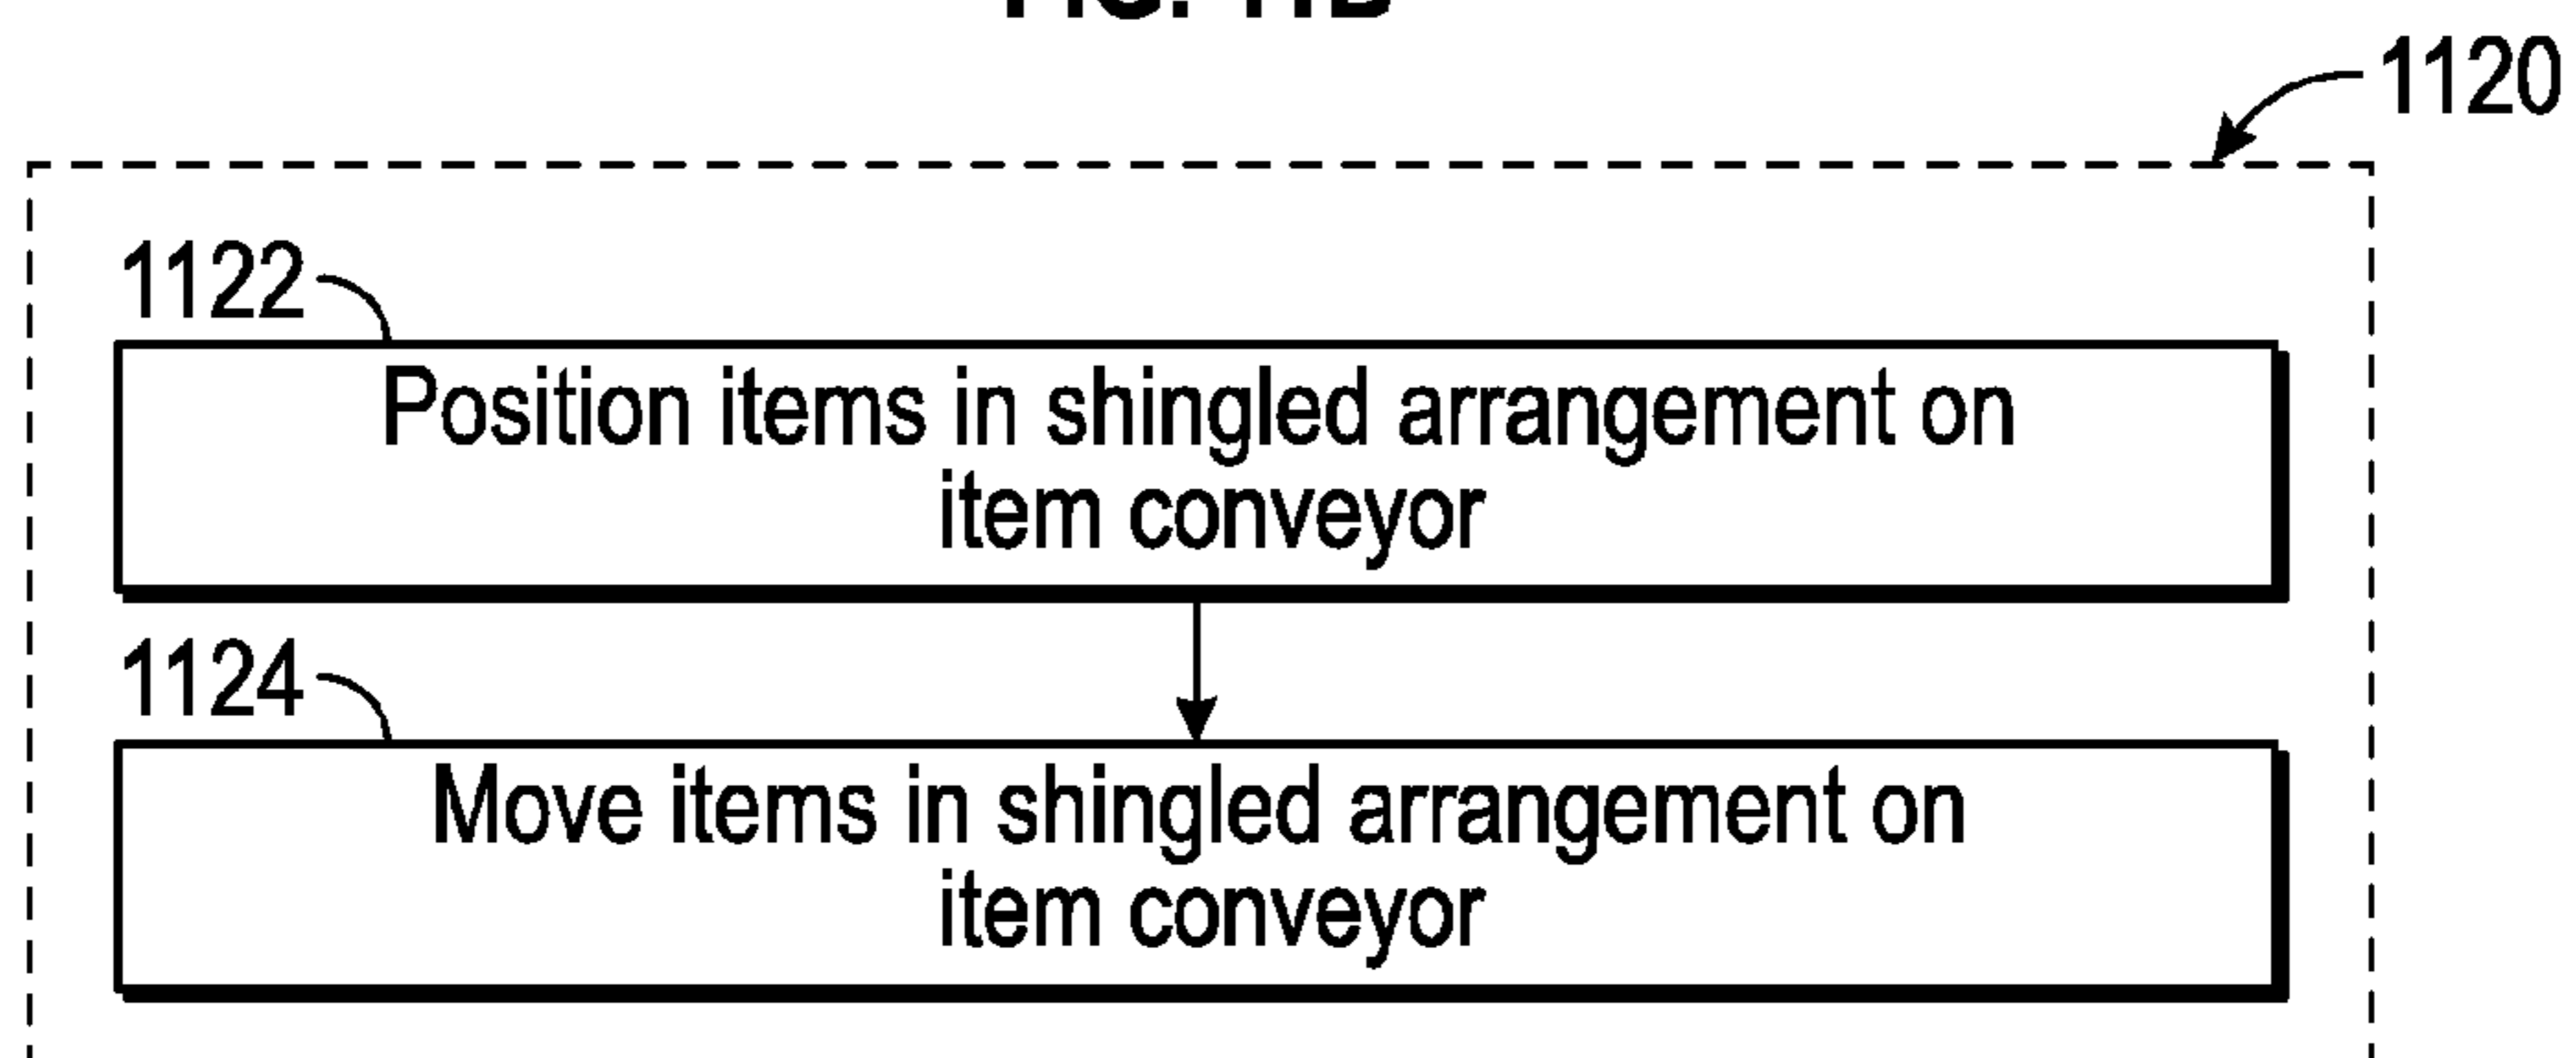 1120
1122
Position items in shingled arrangement on
item conveyor
1124
Move items in shingled arrangement on
item conveyor